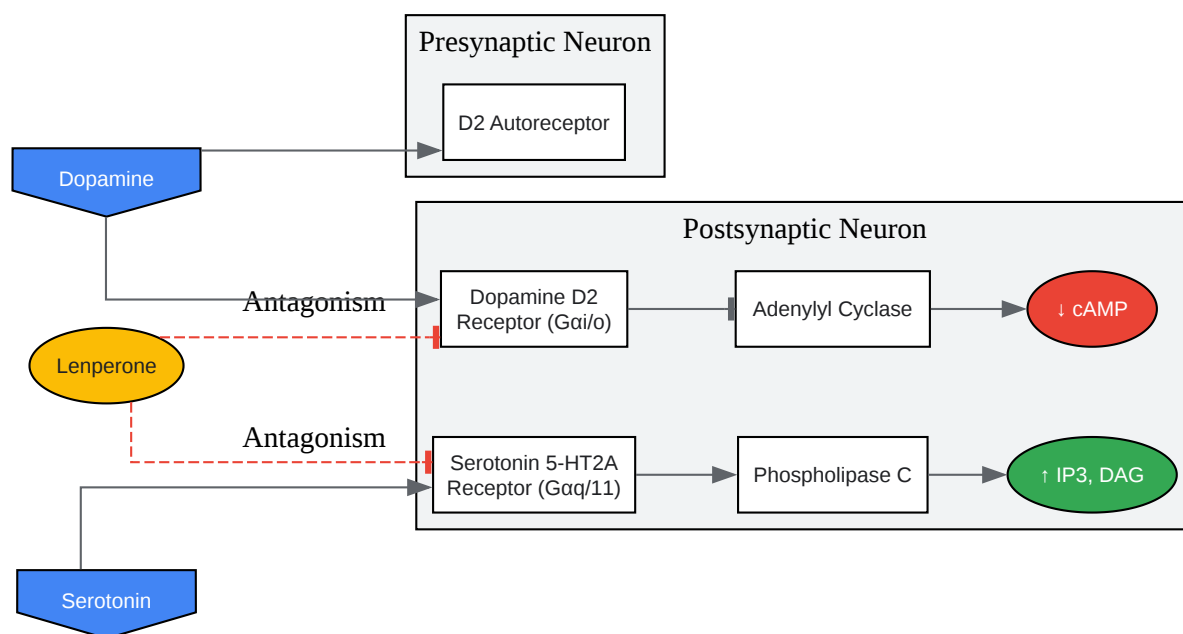 Presynaptic Neuron
D2 Autoreceptor
Dopamine
Postsynaptic Neuron
Antagonism
Dopamine D2
Receptor (Gαi/o)
Adenylyl Cyclase
↓ cAMP
Lenperone
Antagonism
Serotonin 5-HT2A
Receptor (Gαq/11)
Phospholipase C
↑ IP3, DAG
Serotonin